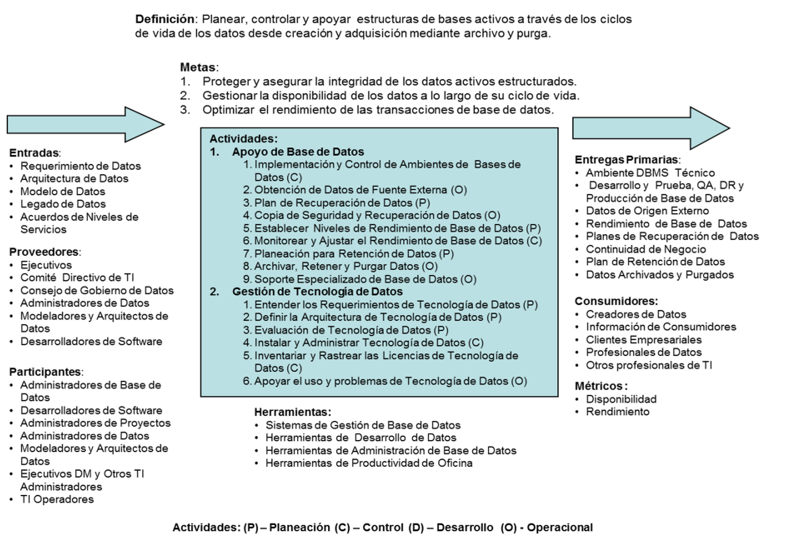 Definición: Planear, controlar y apoyar estructuras de bases activos a través de los ciclos
de vida de los datos desde creación y adquisición mediante archivo y purga.
Metas:
1. Proteger y asegurar la integridad de los datos activos estructurados.
2. Gestionar la disponibilidad de los datos a lo largo de su ciclo de vida.
3. Optimizar el rendimiento de las transacciones de base de datos.
Entradas:
• Requerimiento de Datos
• Arquitectura de Datos
• Modelo de Datos
• Legado de Datos
• Acuerdos de Niveles de
Servicios
Proveedores:
• Ejecutivos
• Comité Directivo de TI
• Consejo de Gobierno de Datos
• Administradores de Datos
• Modeladores y Arquitectos de
Datos
• Desarrolladores de Software
Participantes:
• Administradores de Base de
Datos
• Desarrolladores de Software
• Administradores de Proyectos
• Administradores de Datos
• Modeladores y Arquitectos de
Datos
• Ejecutivos DM y Otros TI
Administradores
• TI Operadores
Actividades:
1. Apoyo de Base de Datos
1. Implementación y Control de Ambientes de Bases de
Datos (C)
2. Obtención de Datos de Fuente Externa (O)
3. Plan de Recuperación de Datos (P)
4. Copia de Seguridad y Recuperación de Datos (O)
5. Establecer Niveles de Rendimiento de Base de Datos (P)
6. Monitorear y Ajustar el Rendimiento de Base de Datos (C)
7. Planeación para Retención de Datos (P)
8. Archivar, Retener y Purgar Datos (O)
9. Soporte Especializado de Base de Datos (O)
2. Gestión de Tecnología de Datos
1. Entender los Requerimientos de Tecnología de Datos (P)
2. Definir la Arquitectura de Tecnología de Datos (P)
3. Evaluación de Tecnología de Datos (P)
4. Instalar y Administrar Tecnología de Datos (C)
5. Inventariar y Rastrear las Licencias de Tecnología de
Datos (C)
6. Apoyar el uso y problemas de Tecnología de Datos (O)
Herramientas:
• Sistemas de Gestión de Base de Datos
• Herramientas de Desarrollo de Datos
• Herramientas de Administración de Base de Datos
• Herramientas de Productividad de Oficina
Entregas Primarias:
• Ambiente DBMS Técnico
• Desarrollo y Prueba, QA, DR y
Producción de Base de Datos
• Datos de Origen Externo
• Rendimiento de Base de Datos
• Planes de Recuperación de Datos
• Continuidad de Negocio
• Plan de Retención de Datos
• Datos Archivados y Purgados
Consumidores:
• Creadores de Datos
• Información de Consumidores
• Clientes Empresariales
• Profesionales de Datos
• Otros profesionales de TI
Métricos:
• Disponibilidad
• Rendimiento
Actividades: (P) – Planeación (C) – Control (D) – Desarrollo (O) - Operacional